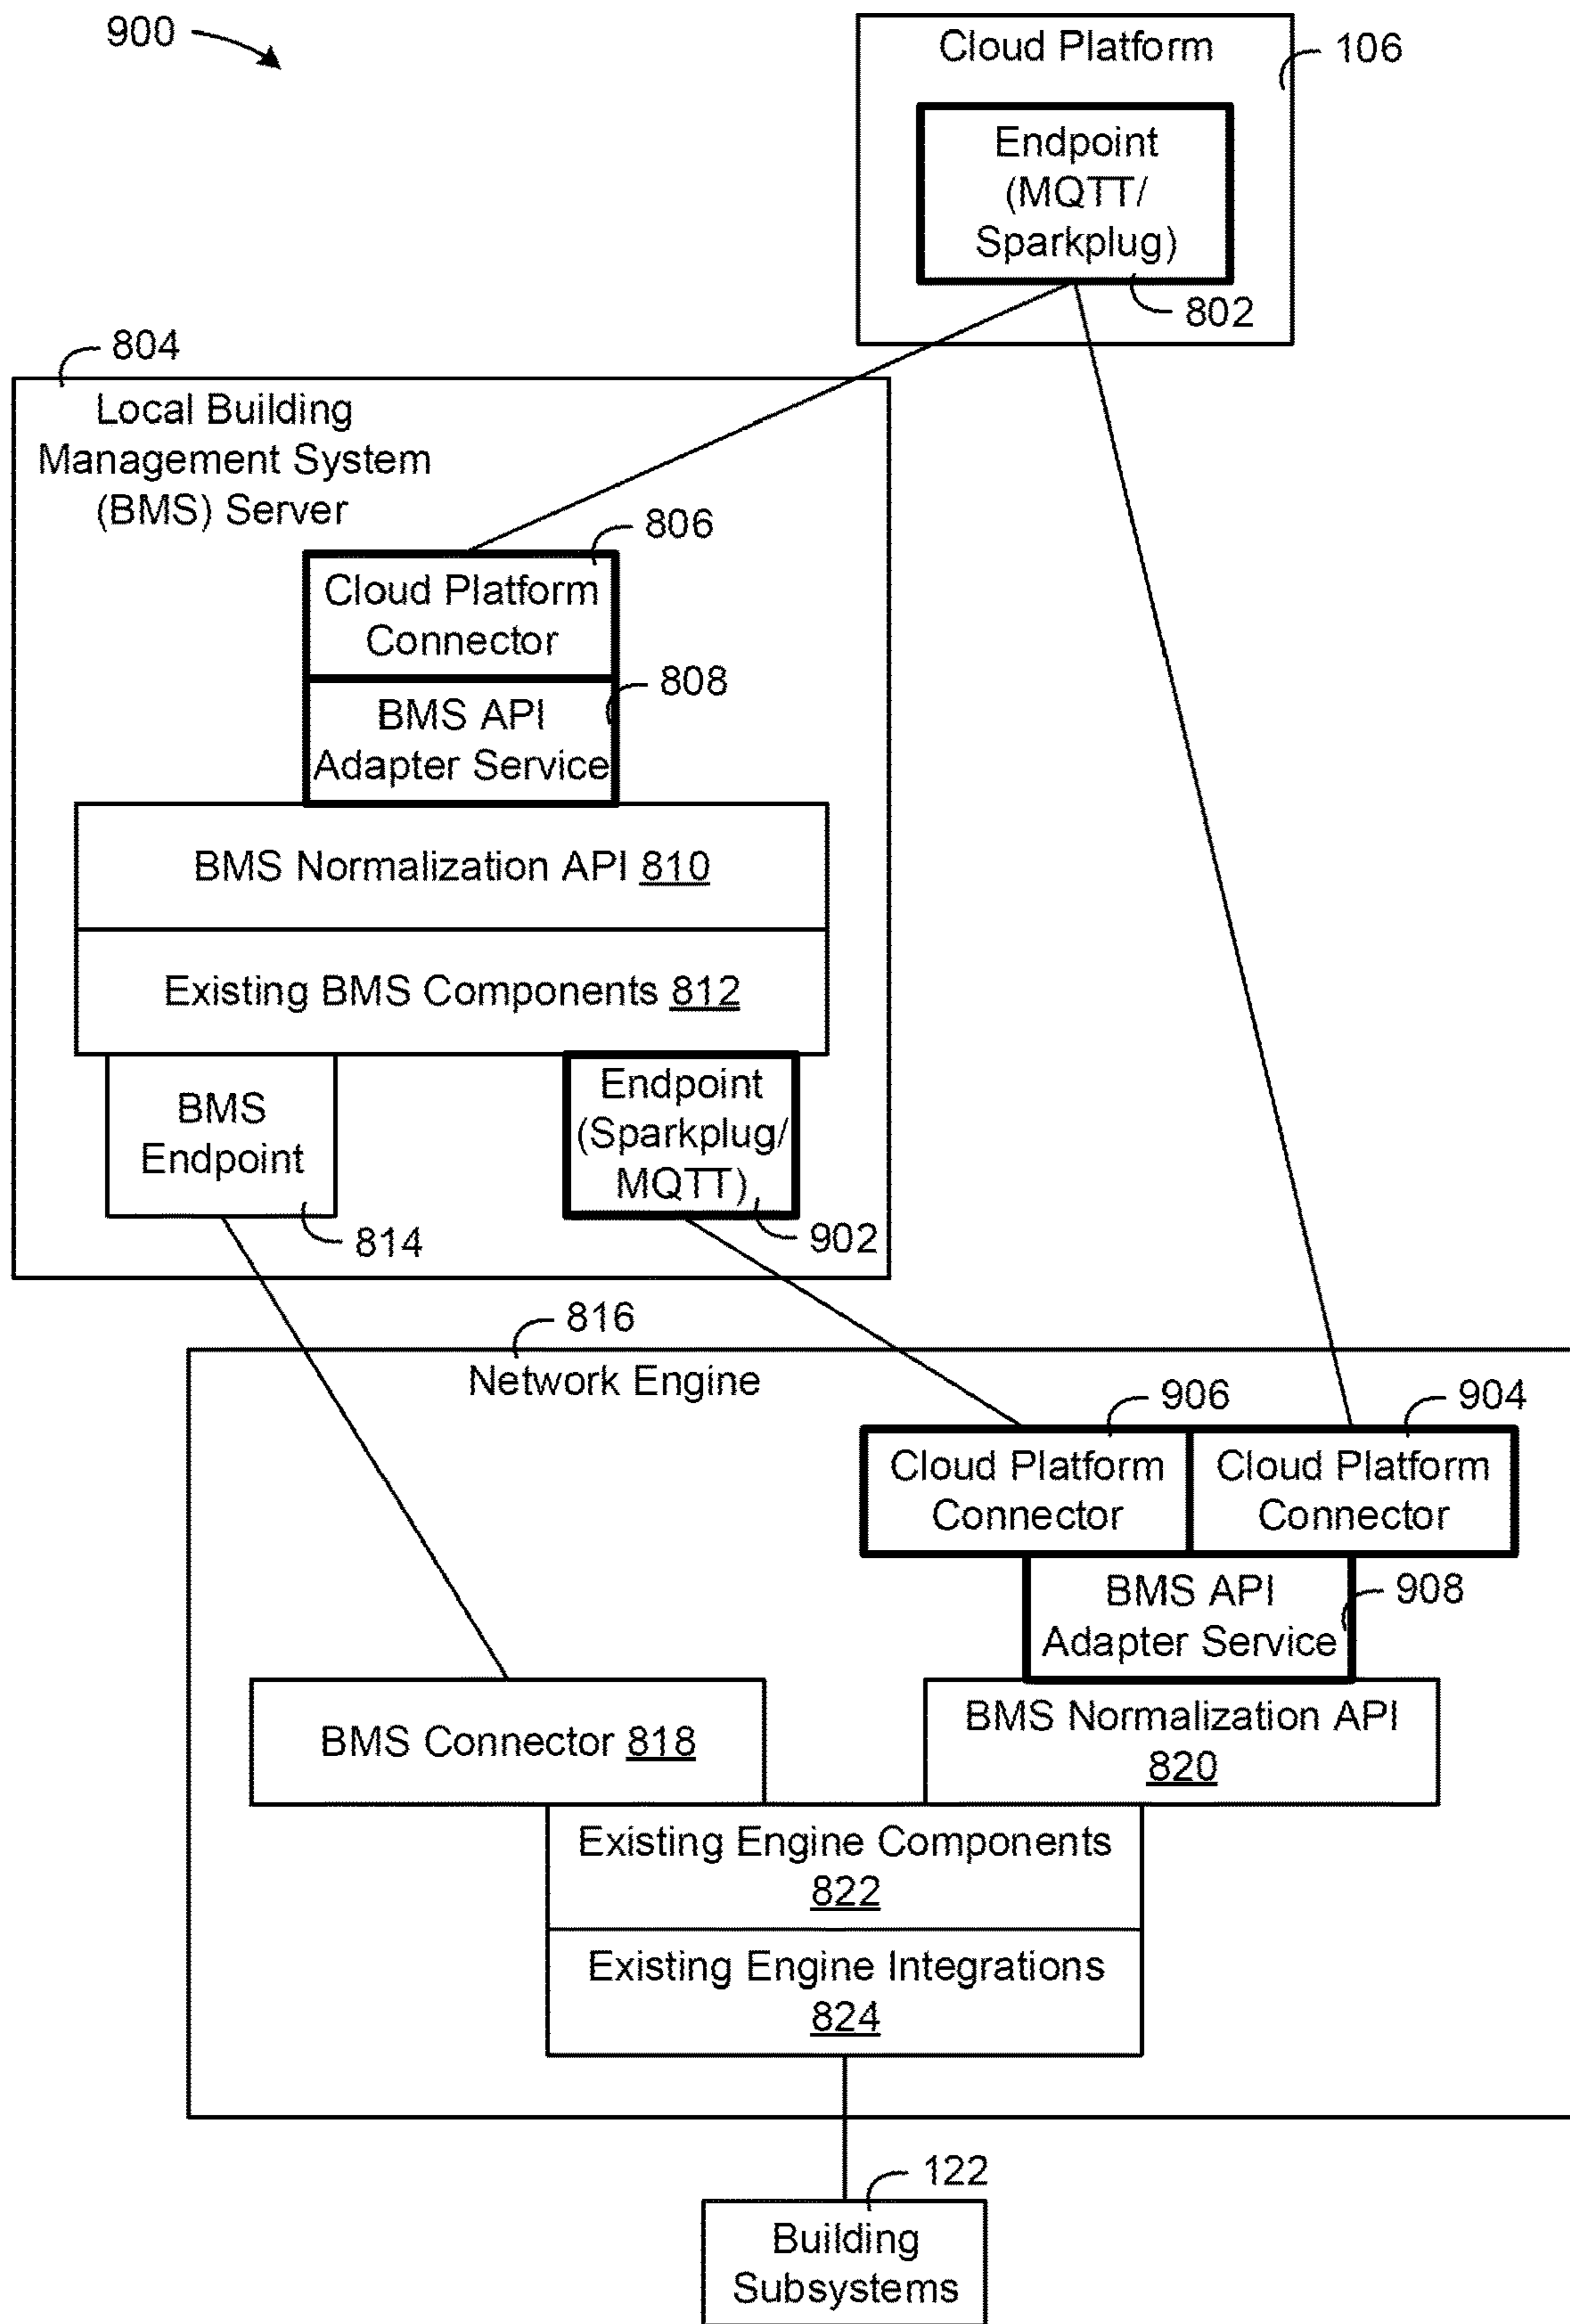 900
Cloud Platform
106
Endpoint
(MQTT/
Sparkplug)
802
804
Local Building
Management System
(BMS) Server
806
Cloud Platform
Connector
808
BMS API
Adapter Service
BMS Normalization API 810
Existing BMS Components 812
BMS
Endpoint
814
Endpoint
(Sparkplug/
MQTT)
902
816
Network Engine
906
904
Cloud Platform
Connector
Cloud Platform
Connector
BMS API
Adapter Service
908
BMS Connector 818
BMS Normalization API
820
Existing Engine Components
822
Existing Engine Integrations
824
122
Building
Subsystems